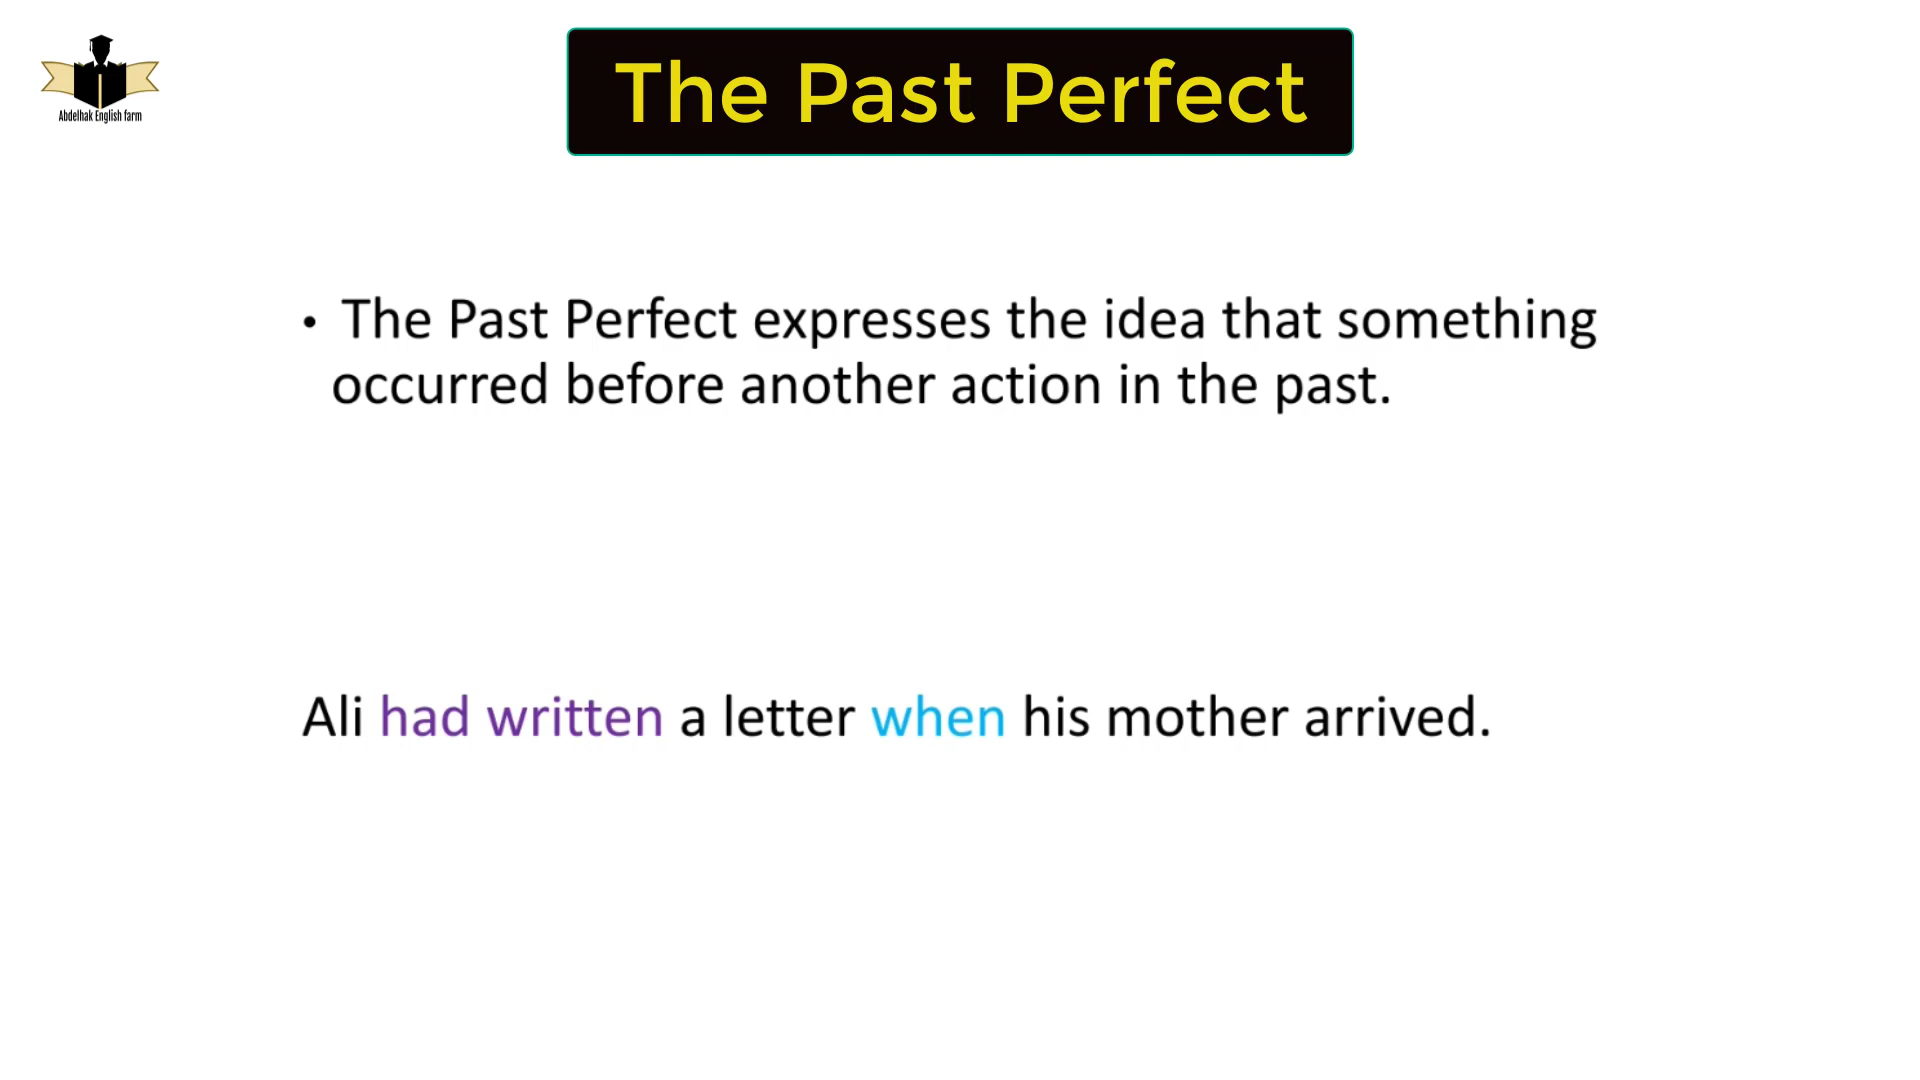 Abdelhak English farm
The Past Perfect
• The Past Perfect expresses the idea that something
occurred before another action in the past.
Ali had written a letter when his mother arrived.